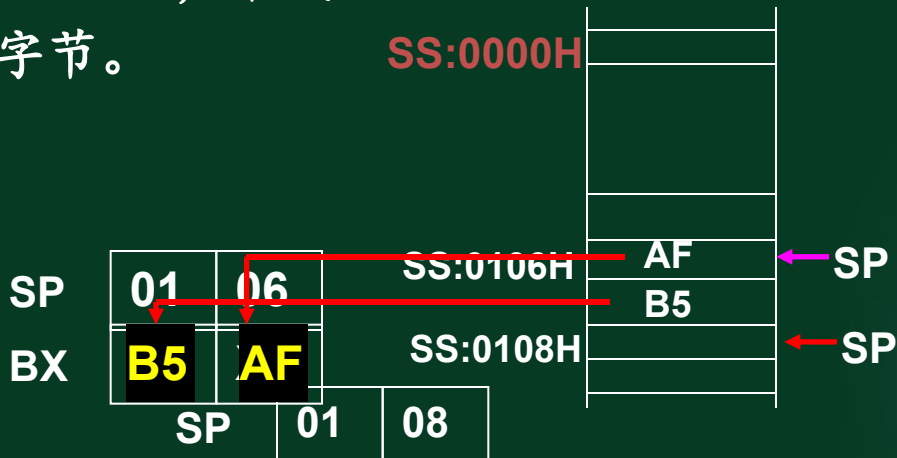 字节。
SS:0000H
SS:0106H AF SP
SP 01 06
B5
BX B5 AF
SS:0108H SP
SP 01 08